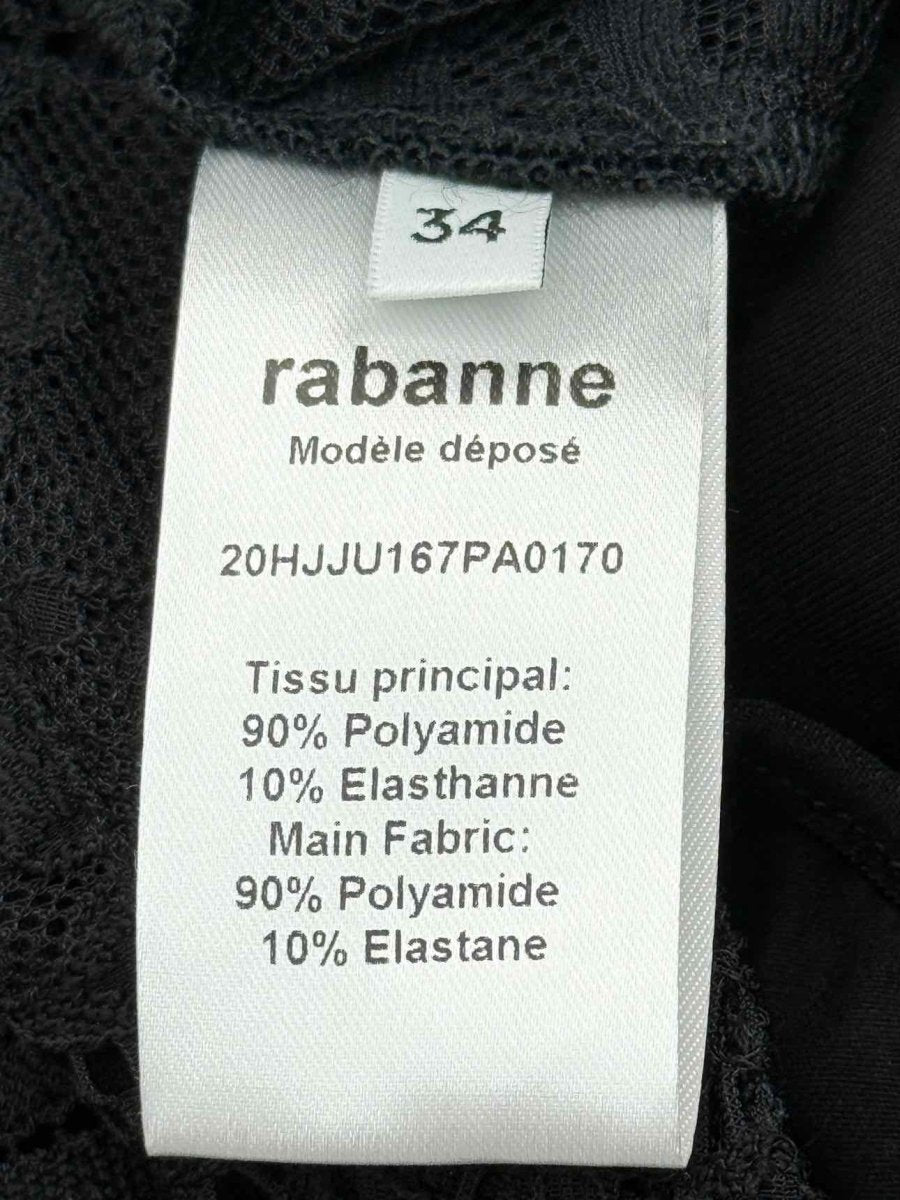 34
rabanne
Modèle déposé
20HJJU167PA0170
Tissu principal:
90% Polyamide
10% Elasthanne
Main Fabric:
90% Polyamide
10% Elastane